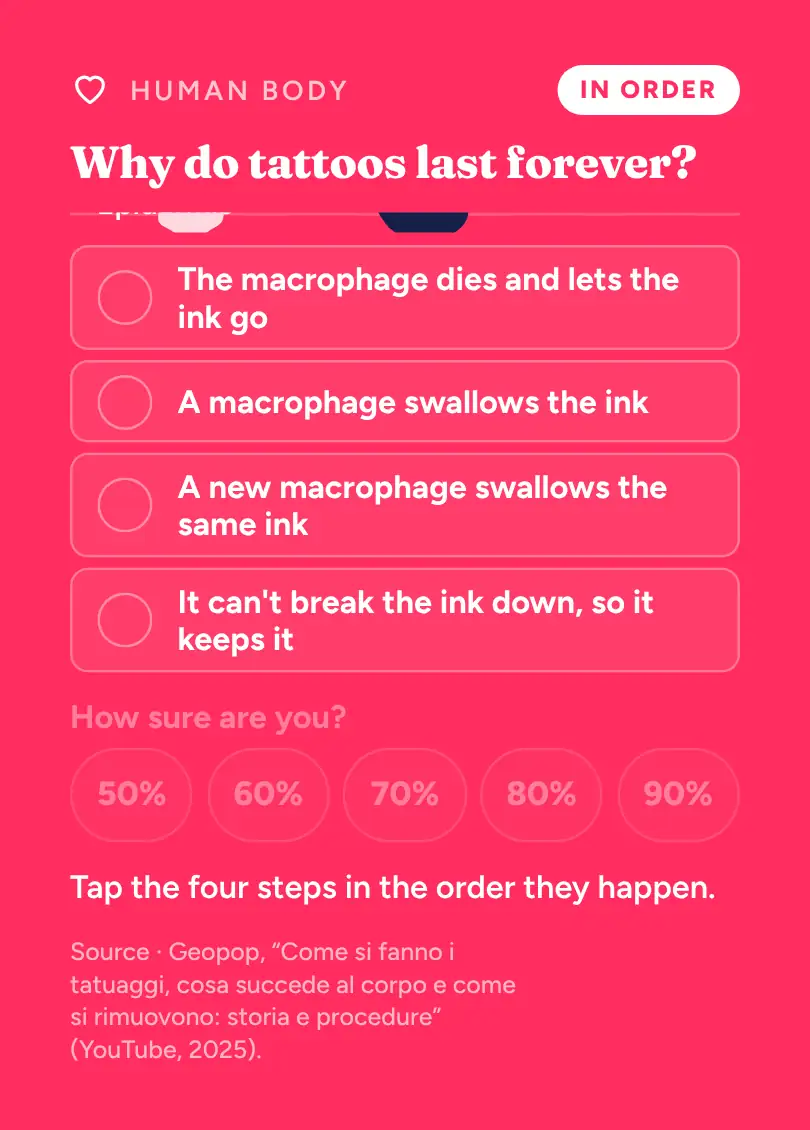 HUMAN BODY
IN ORDER
Why do tattoos last forever?
The macrophage dies and lets the
ink go
A macrophage swallows the ink
A new macrophage swallows the
same ink
It can't break the ink down, so it
keeps it
How sure are you?
50%
60%
70%
80%
90%
Tap the four steps in the order they happen.
Source · Geopop, “Come si fanno i
tatuaggi, cosa succede al corpo e come
si rimuovono: storia e procedure”
(YouTube, 2025).